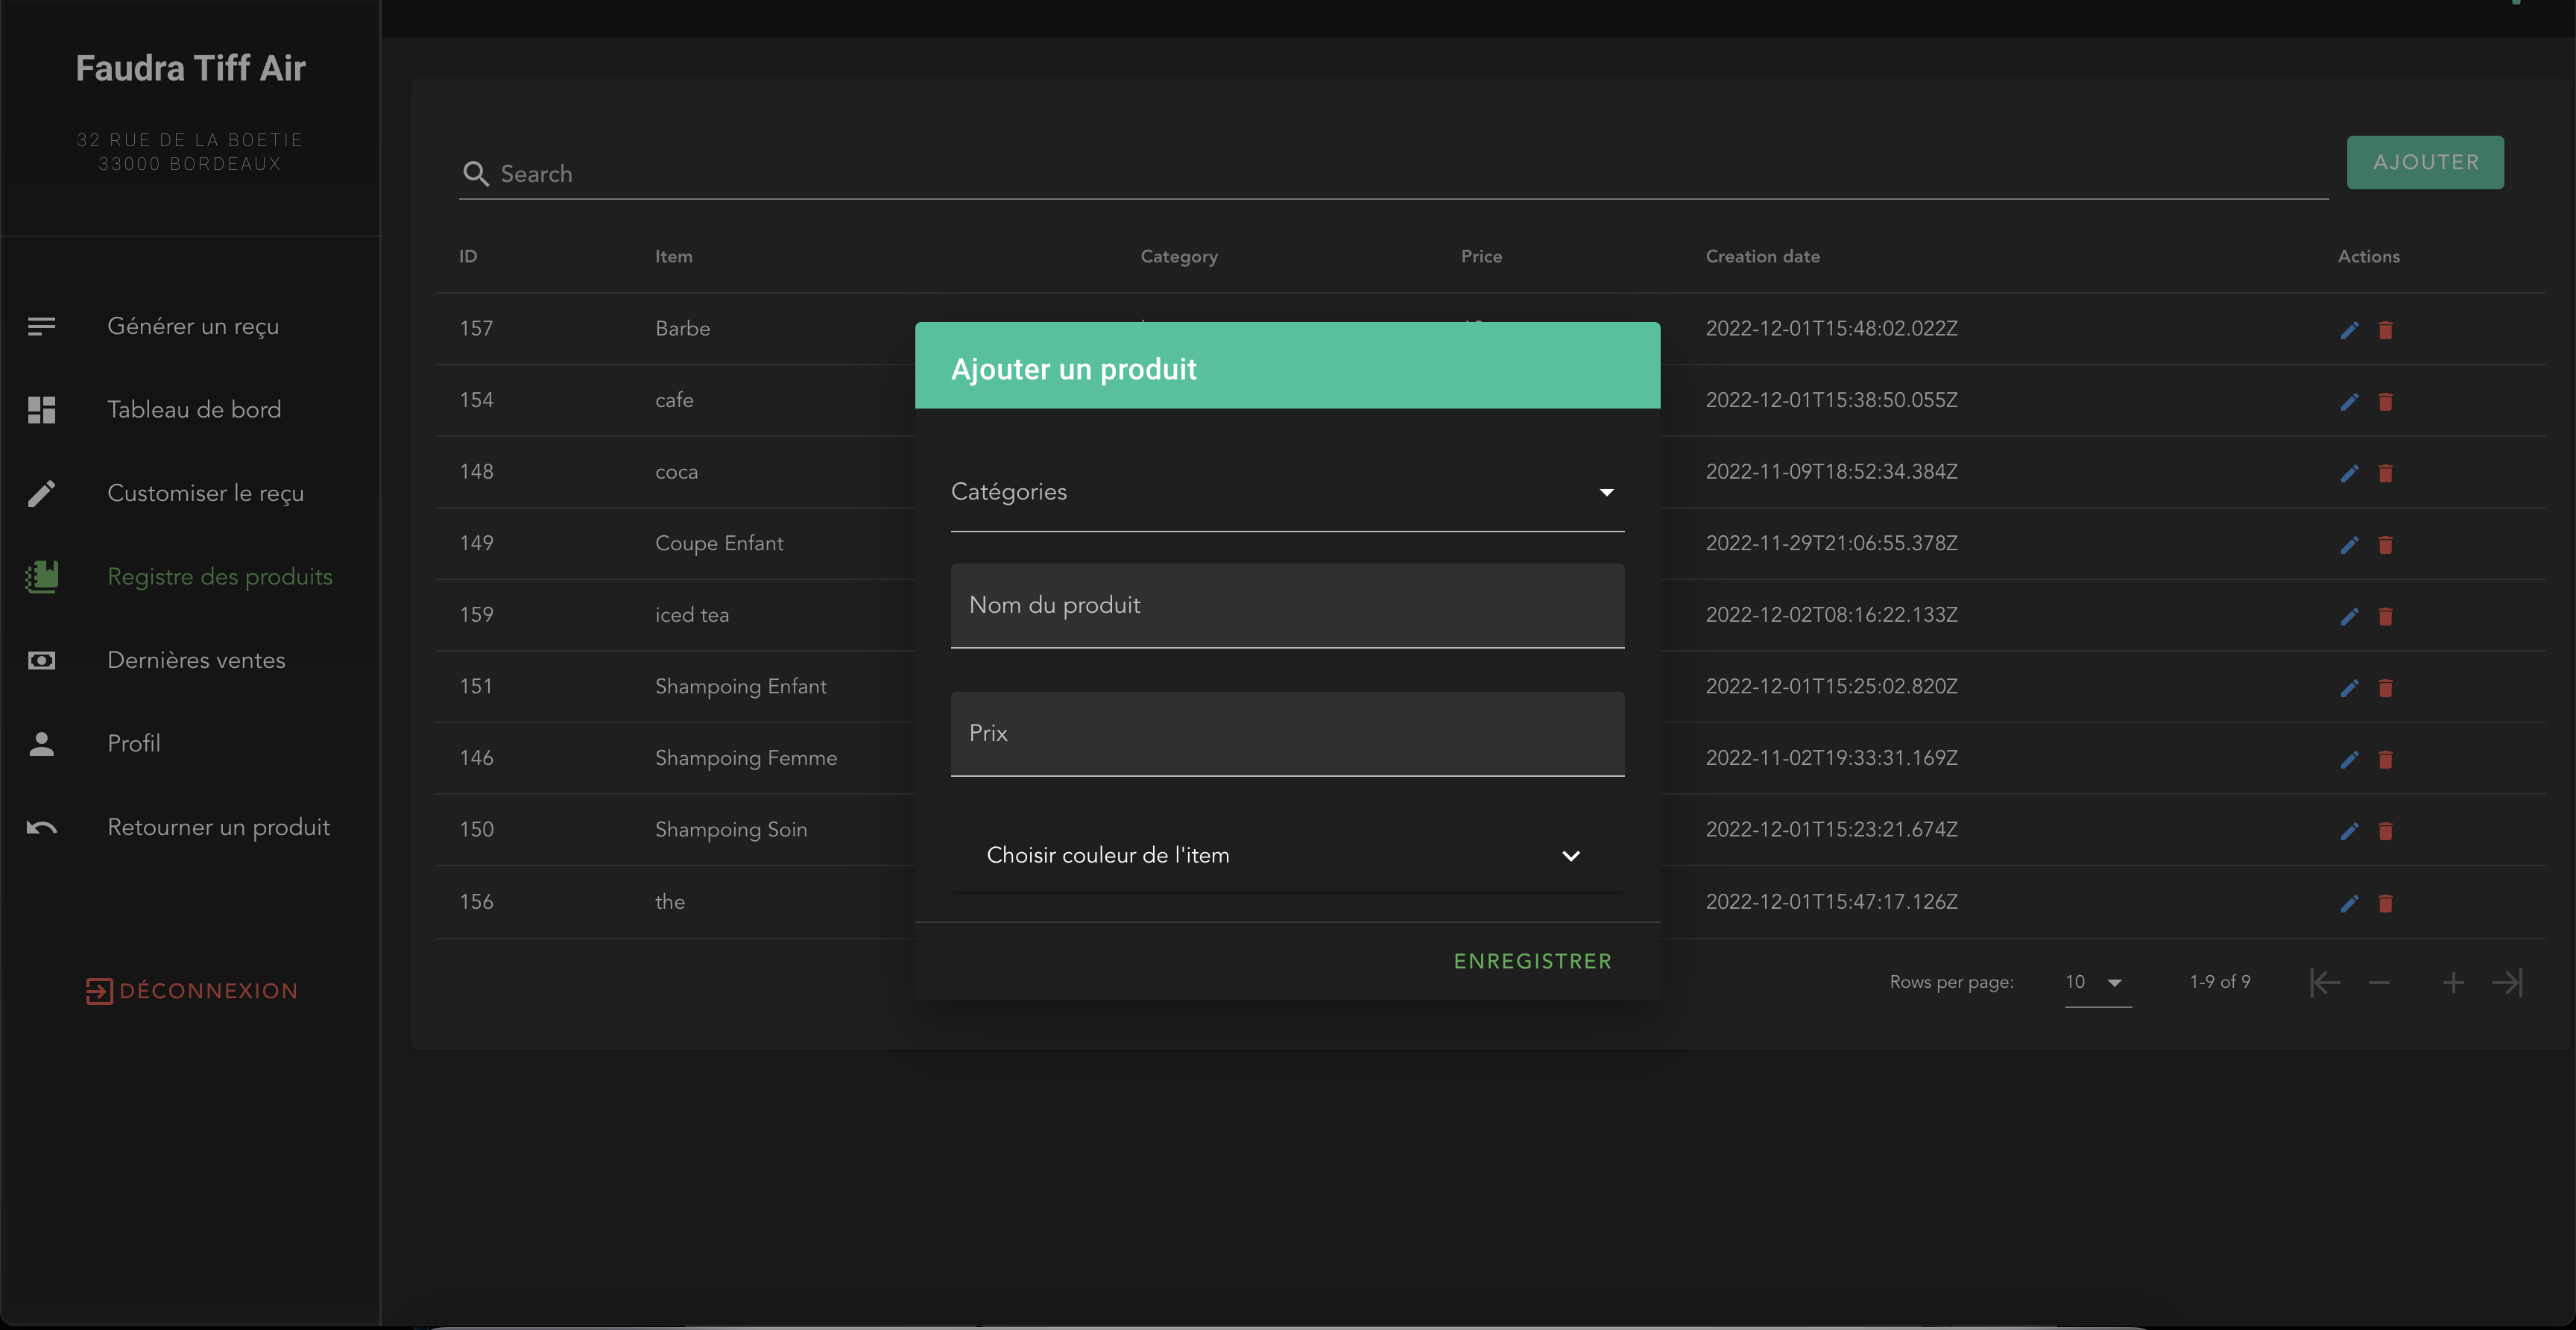 Faudra Tiff Air
32 RUE DE LA BOETIE
33000 BORDEAUX
Générer un reçu
Tableau de bord
Customiser le reçu
Registre des produits
Dernières ventes
Profil
Retourner un produit
DÉCONNEXION
Search
AJOUTER
ID Item Category Price Creation date Actions
157 Barbe 2022-12-01T15:48:02.022Z
154 cafe 2022-12-01T15:38:50.055Z
148 coca 2022-11-09T18:52:34.384Z
149 Coupe Enfant 2022-11-29T21:06:55.378Z
159 iced tea 2022-12-02T08:16:22.133Z
151 Shampoing Enfant 2022-12-01T15:25:02.820Z
146 Shampoing Femme 2022-11-02T19:33:31.169Z
150 Shampoing Soin 2022-12-01T15:23:21.674Z
156 the 2022-12-01T15:47:17.126Z
Rows per page: 10 1-9 of 9
Ajouter un produit
Catégories
Nom du produit
Prix
Choisir couleur de l'item
ENREGISTRER